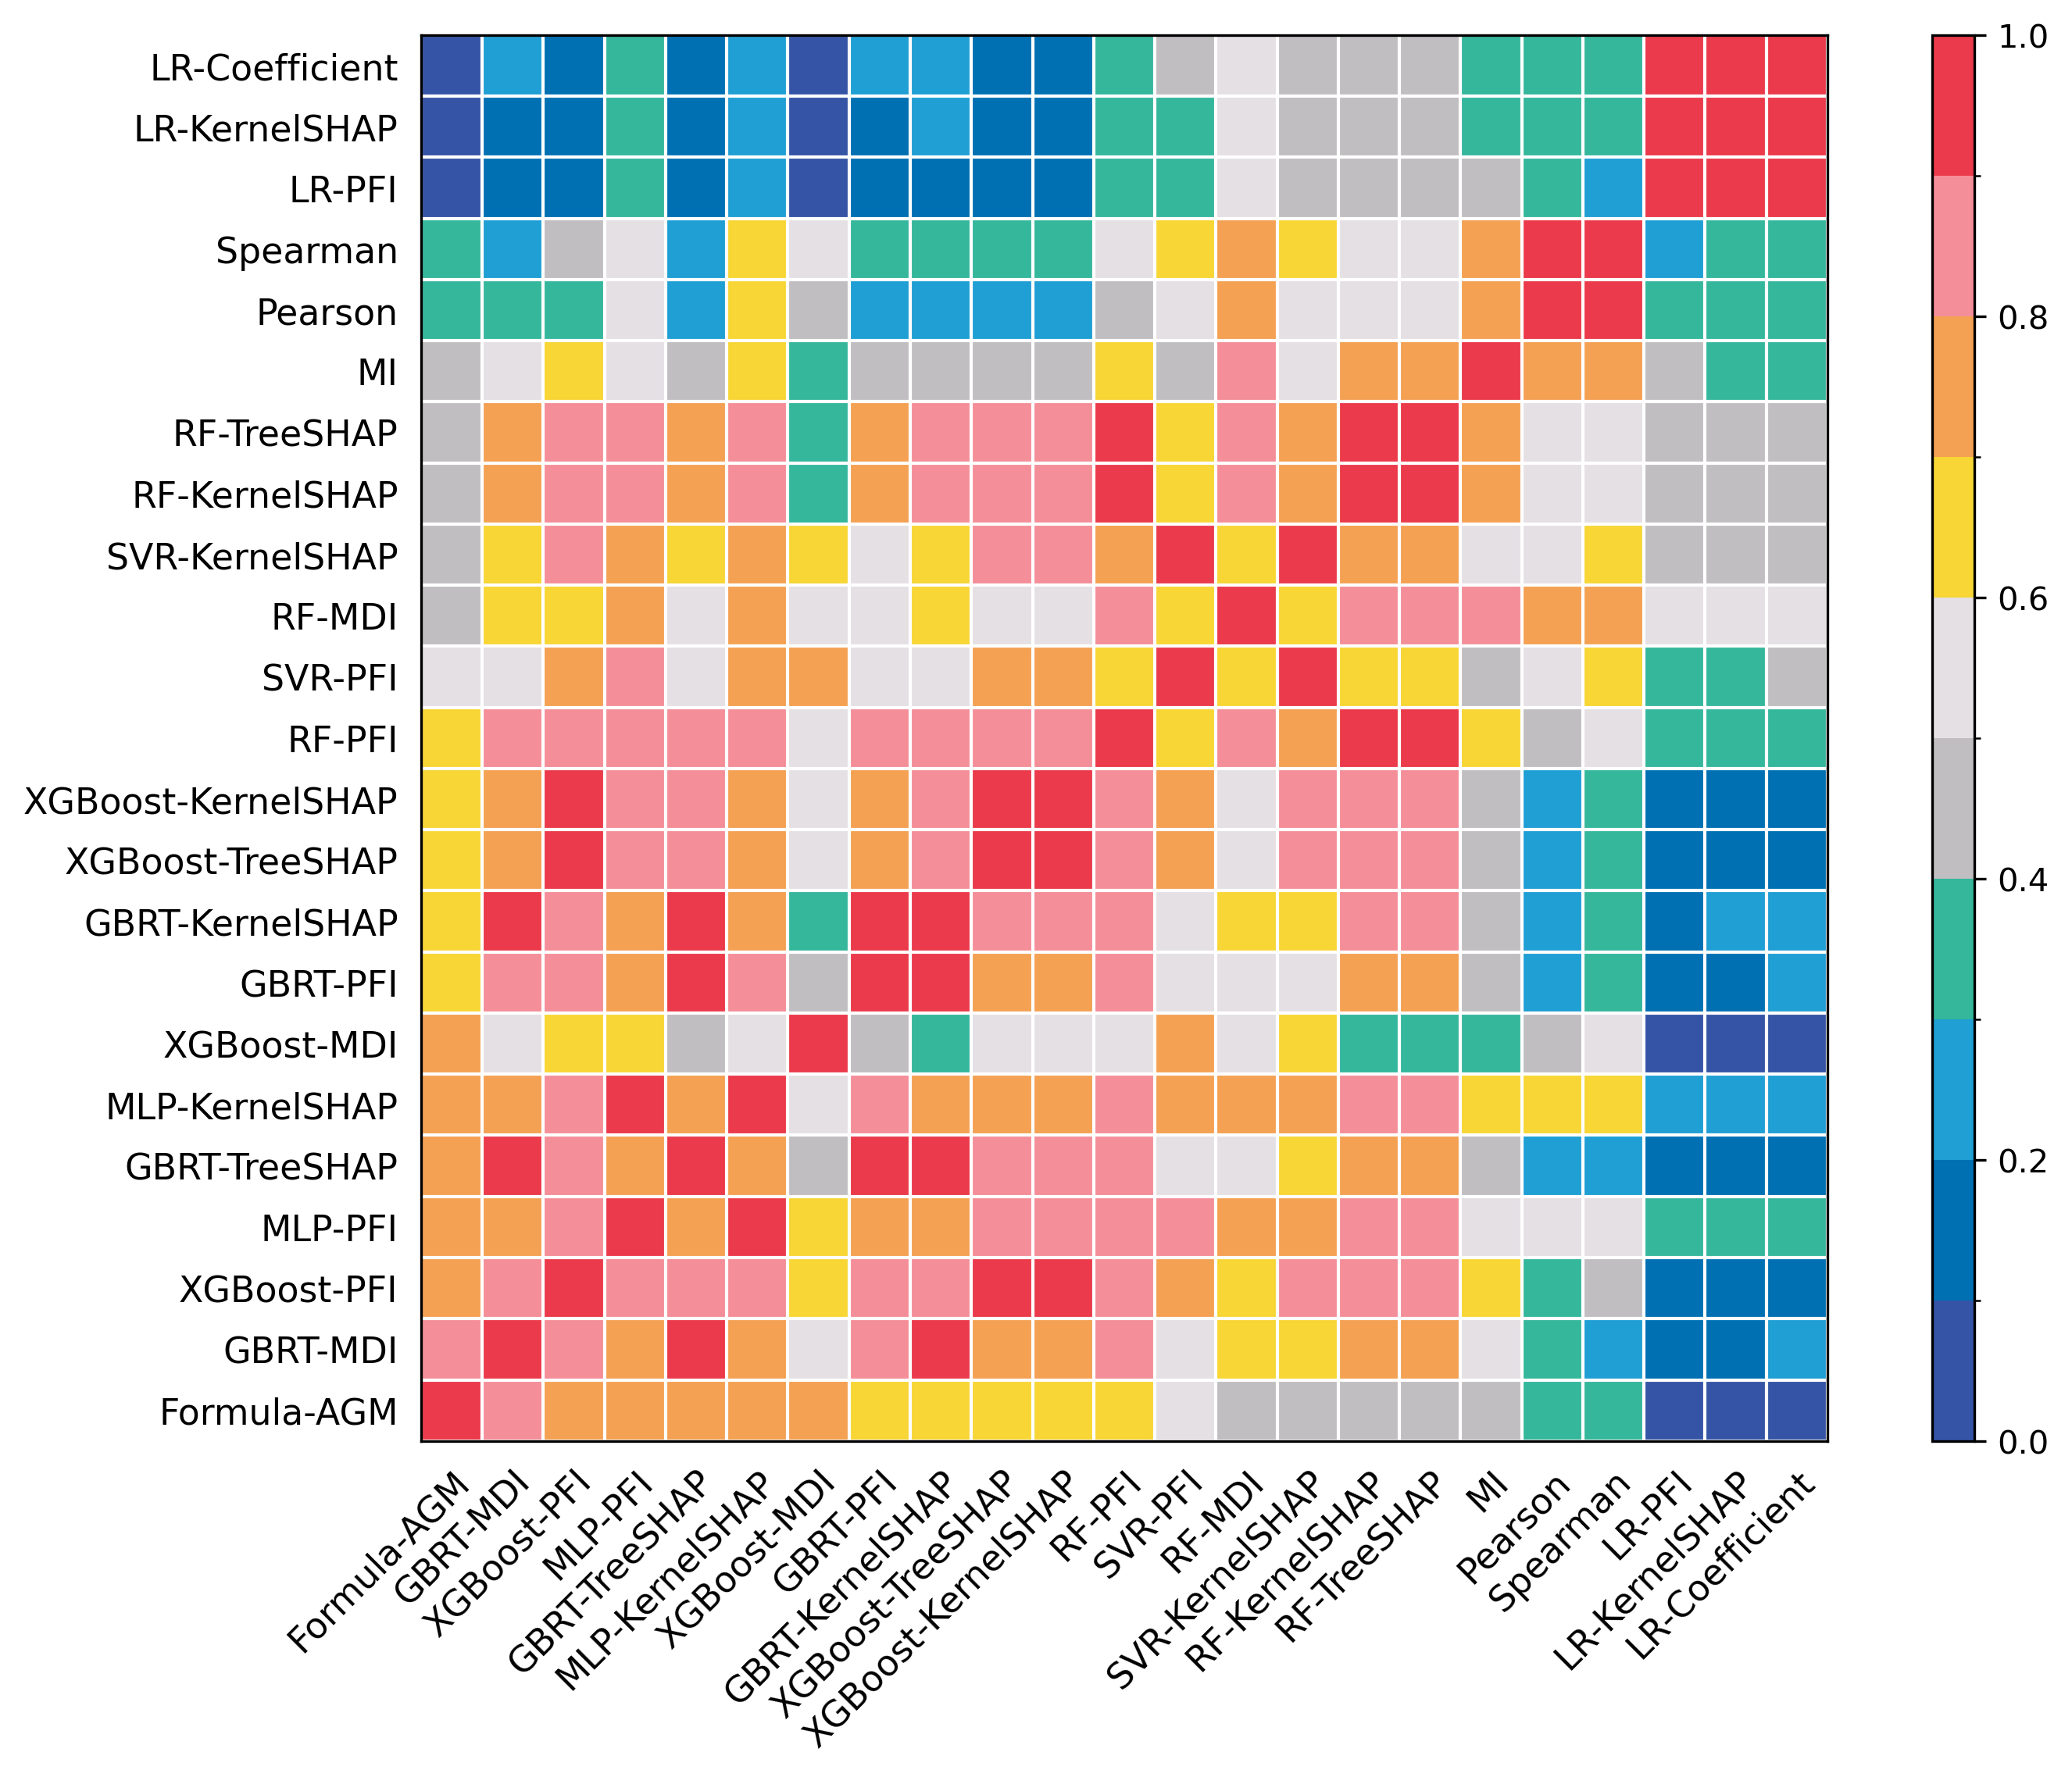 LR-Coefficient
LR-KernelSHAP
LR-PFI
Spearman
Pearson
MI
RF-TreeSHAP
RF-KernelSHAP
SVR-KernelSHAP
RF-MDI
SVR-PFI
RF-PFI
XGBoost-KernelSHAP
XGBoost-TreeSHAP
GBRT-KernelSHAP
GBRT-PFI
XGBoost-MDI
MLP-KernelSHAP
GBRT-TreeSHAP
MLP-PFI
XGBoost-PFI
GBRT-MDI
Formula-AGM
Formula-AGM
GBRT-MDI
XGBoost-PFI
MLP-PFI
GBRT-TreeSHAP
MLP-KernelSHAP
XGBoost-MDI
GBRT-PFI
GBRT-KernelSHAP
XGBoost-TreeSHAP
XGBoost-KernelSHAP
RF-PFI
SVR-PFI
RF-MDI
SVR-KernelSHAP
RF-KernelSHAP
RF-TreeSHAP
MI
Pearson
Spearman
LR-PFI
LR-KernelSHAP
LR-Coefficient
1.0
0.8
0.6
0.4
0.2
0.0